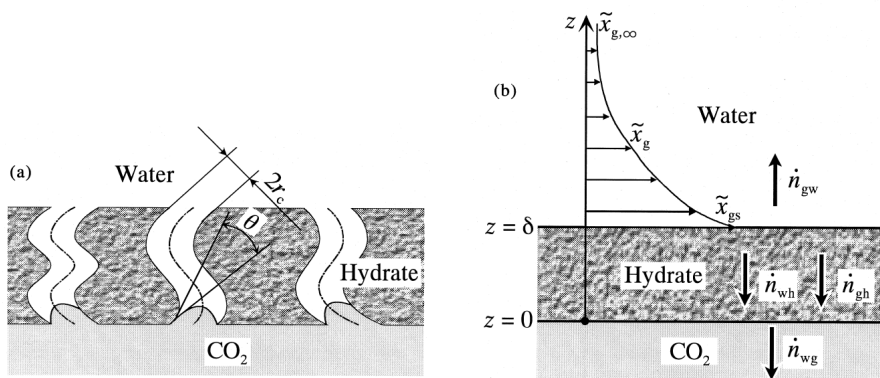 (a)
Water
2r_c
θ
Hydrate
CO₂
(b)
z
x̃_g,∞
Water
x̃_g
ṅ_gw
x̃_gs
z = δ
Hydrate
ṅ_wh
ṅ_gh
z = 0
CO₂
ṅ_wg